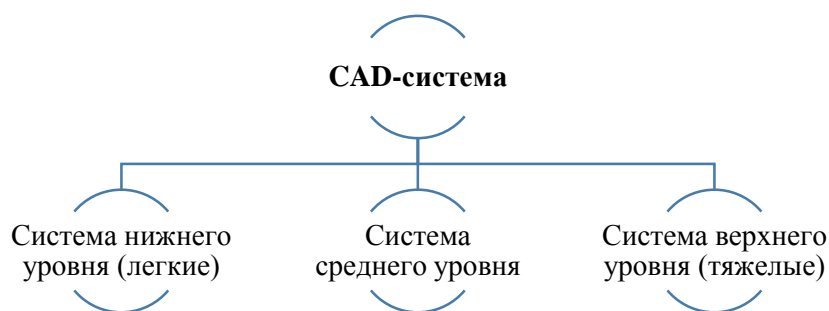 CAD-система
Система нижнего
уровня (легкие)
Система
среднего уровня
Система верхнего
уровня (тяжелые)